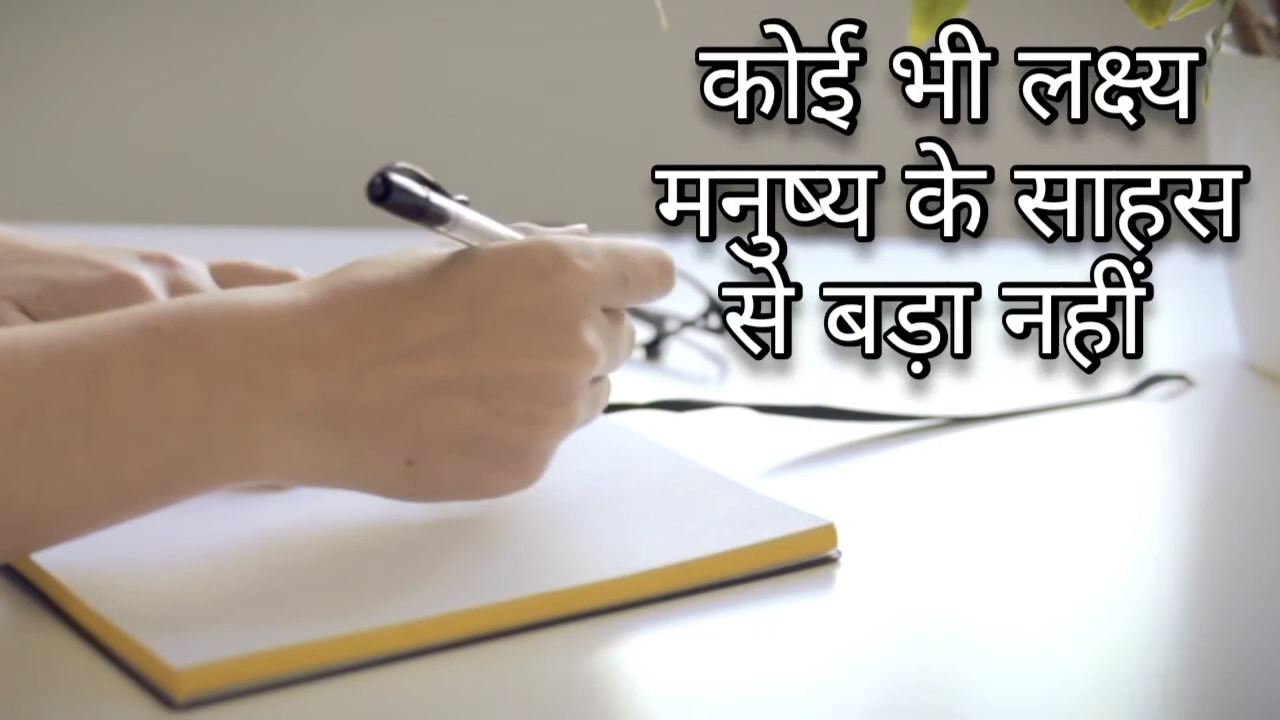 कोई भी लक्ष्य
मनुष्य के साहस
से बड़ा नहीं